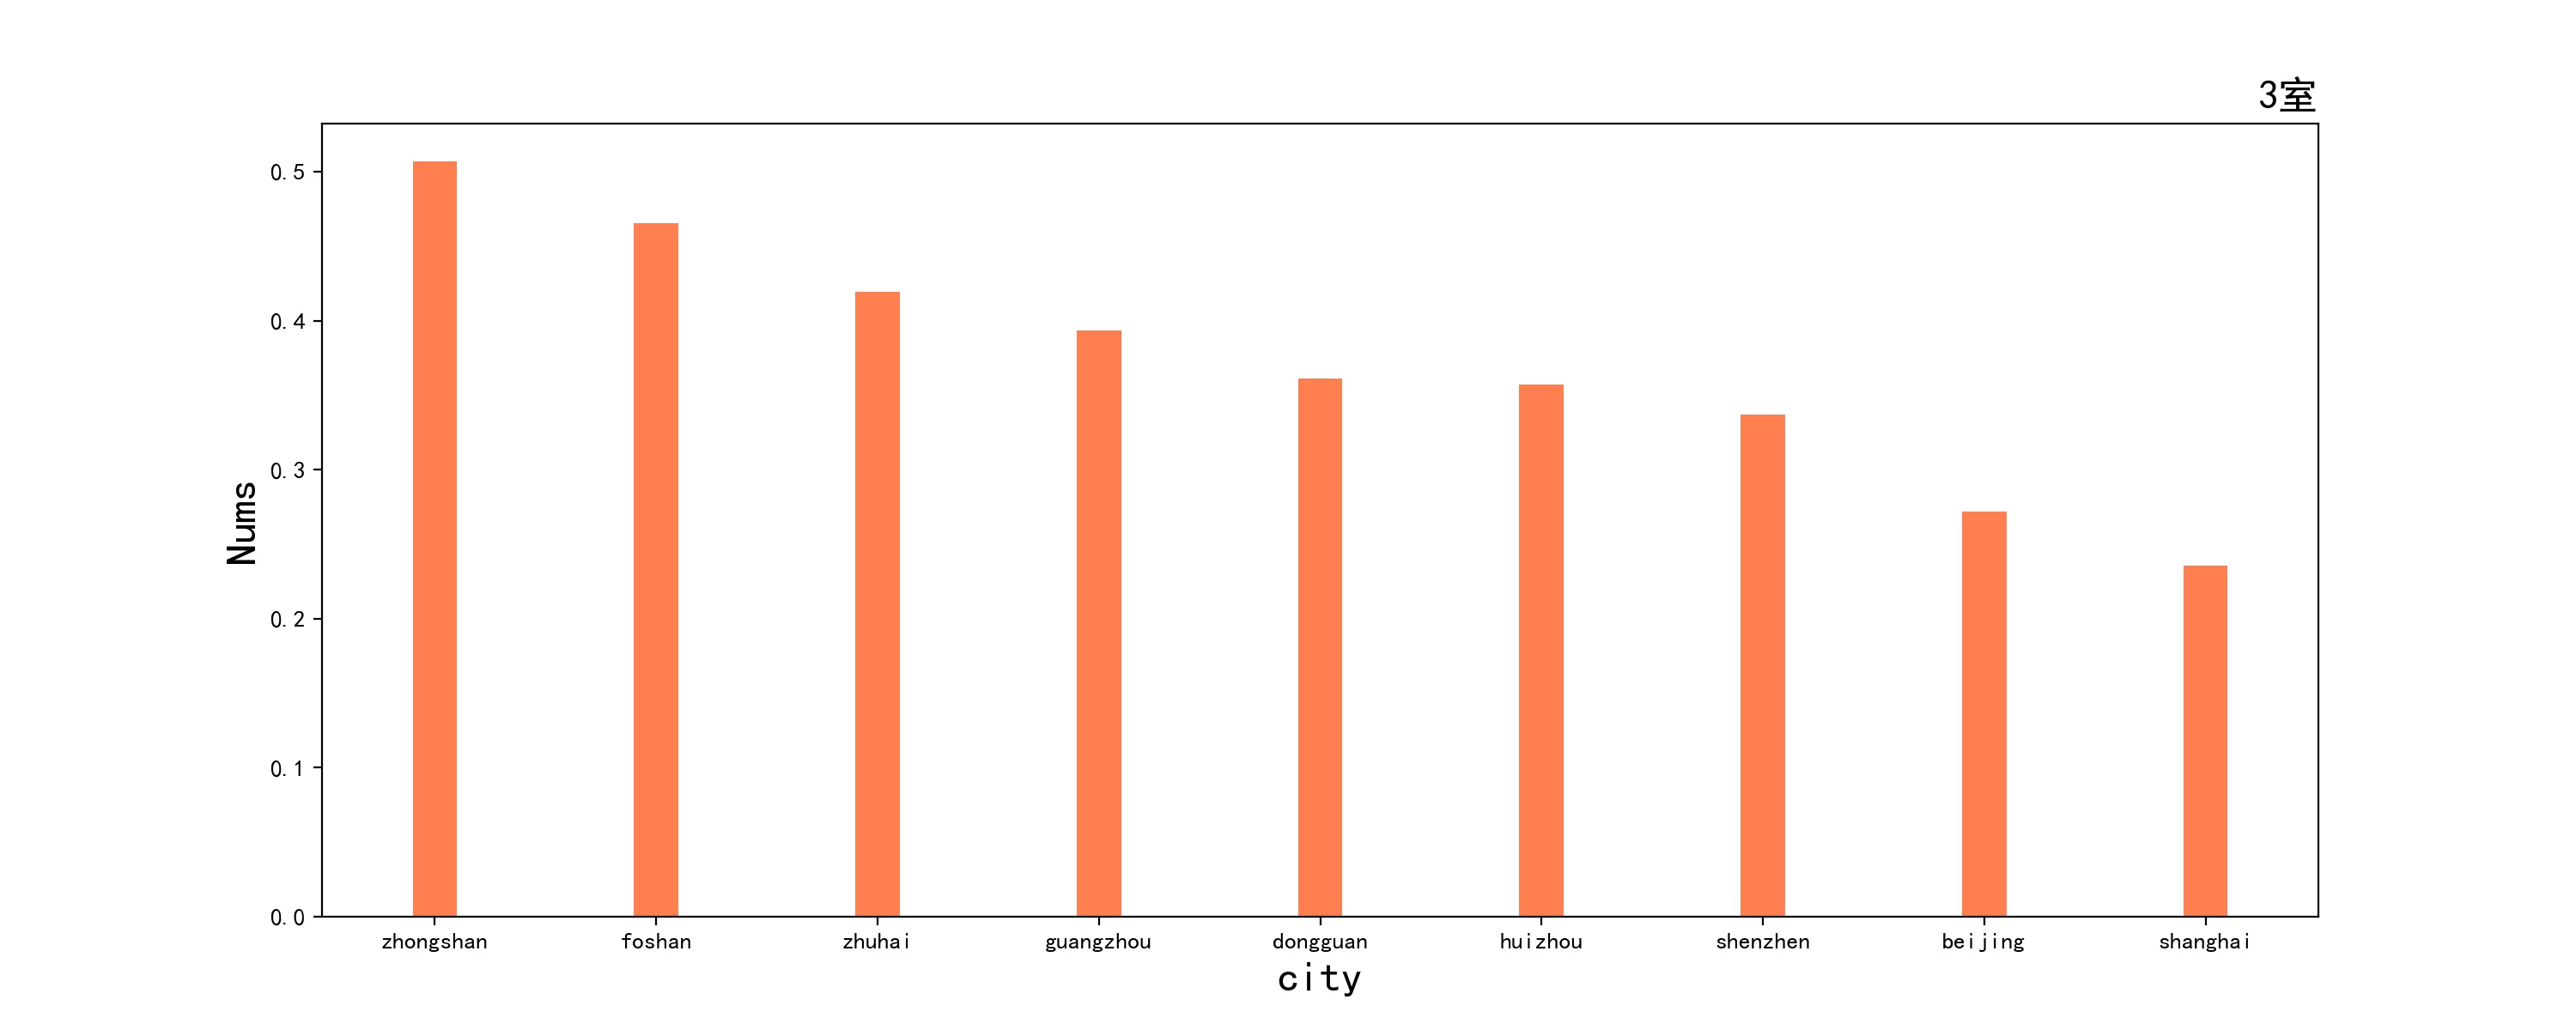 3室
0.5
0.4
0.3
0.2
0.1
0.0
Nums
zhongshan foshan zhuhai guangzhou dongguan huizhou shenzhen beijing shanghai
city